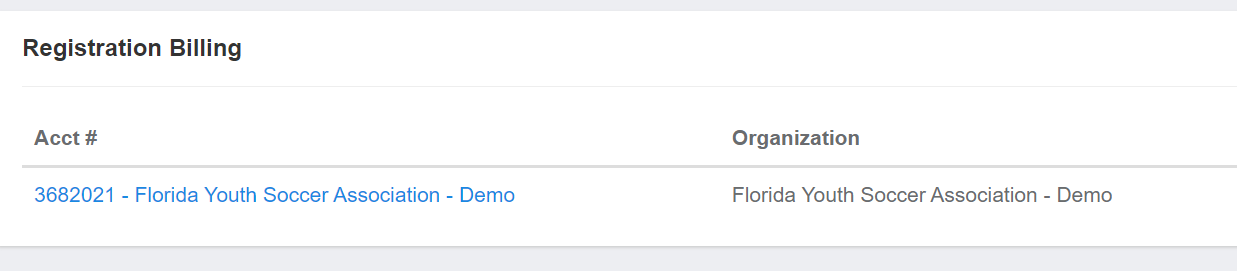 Registration Billing
Acct # Organization
3682021 - Florida Youth Soccer Association - Demo Florida Youth Soccer Association - Demo